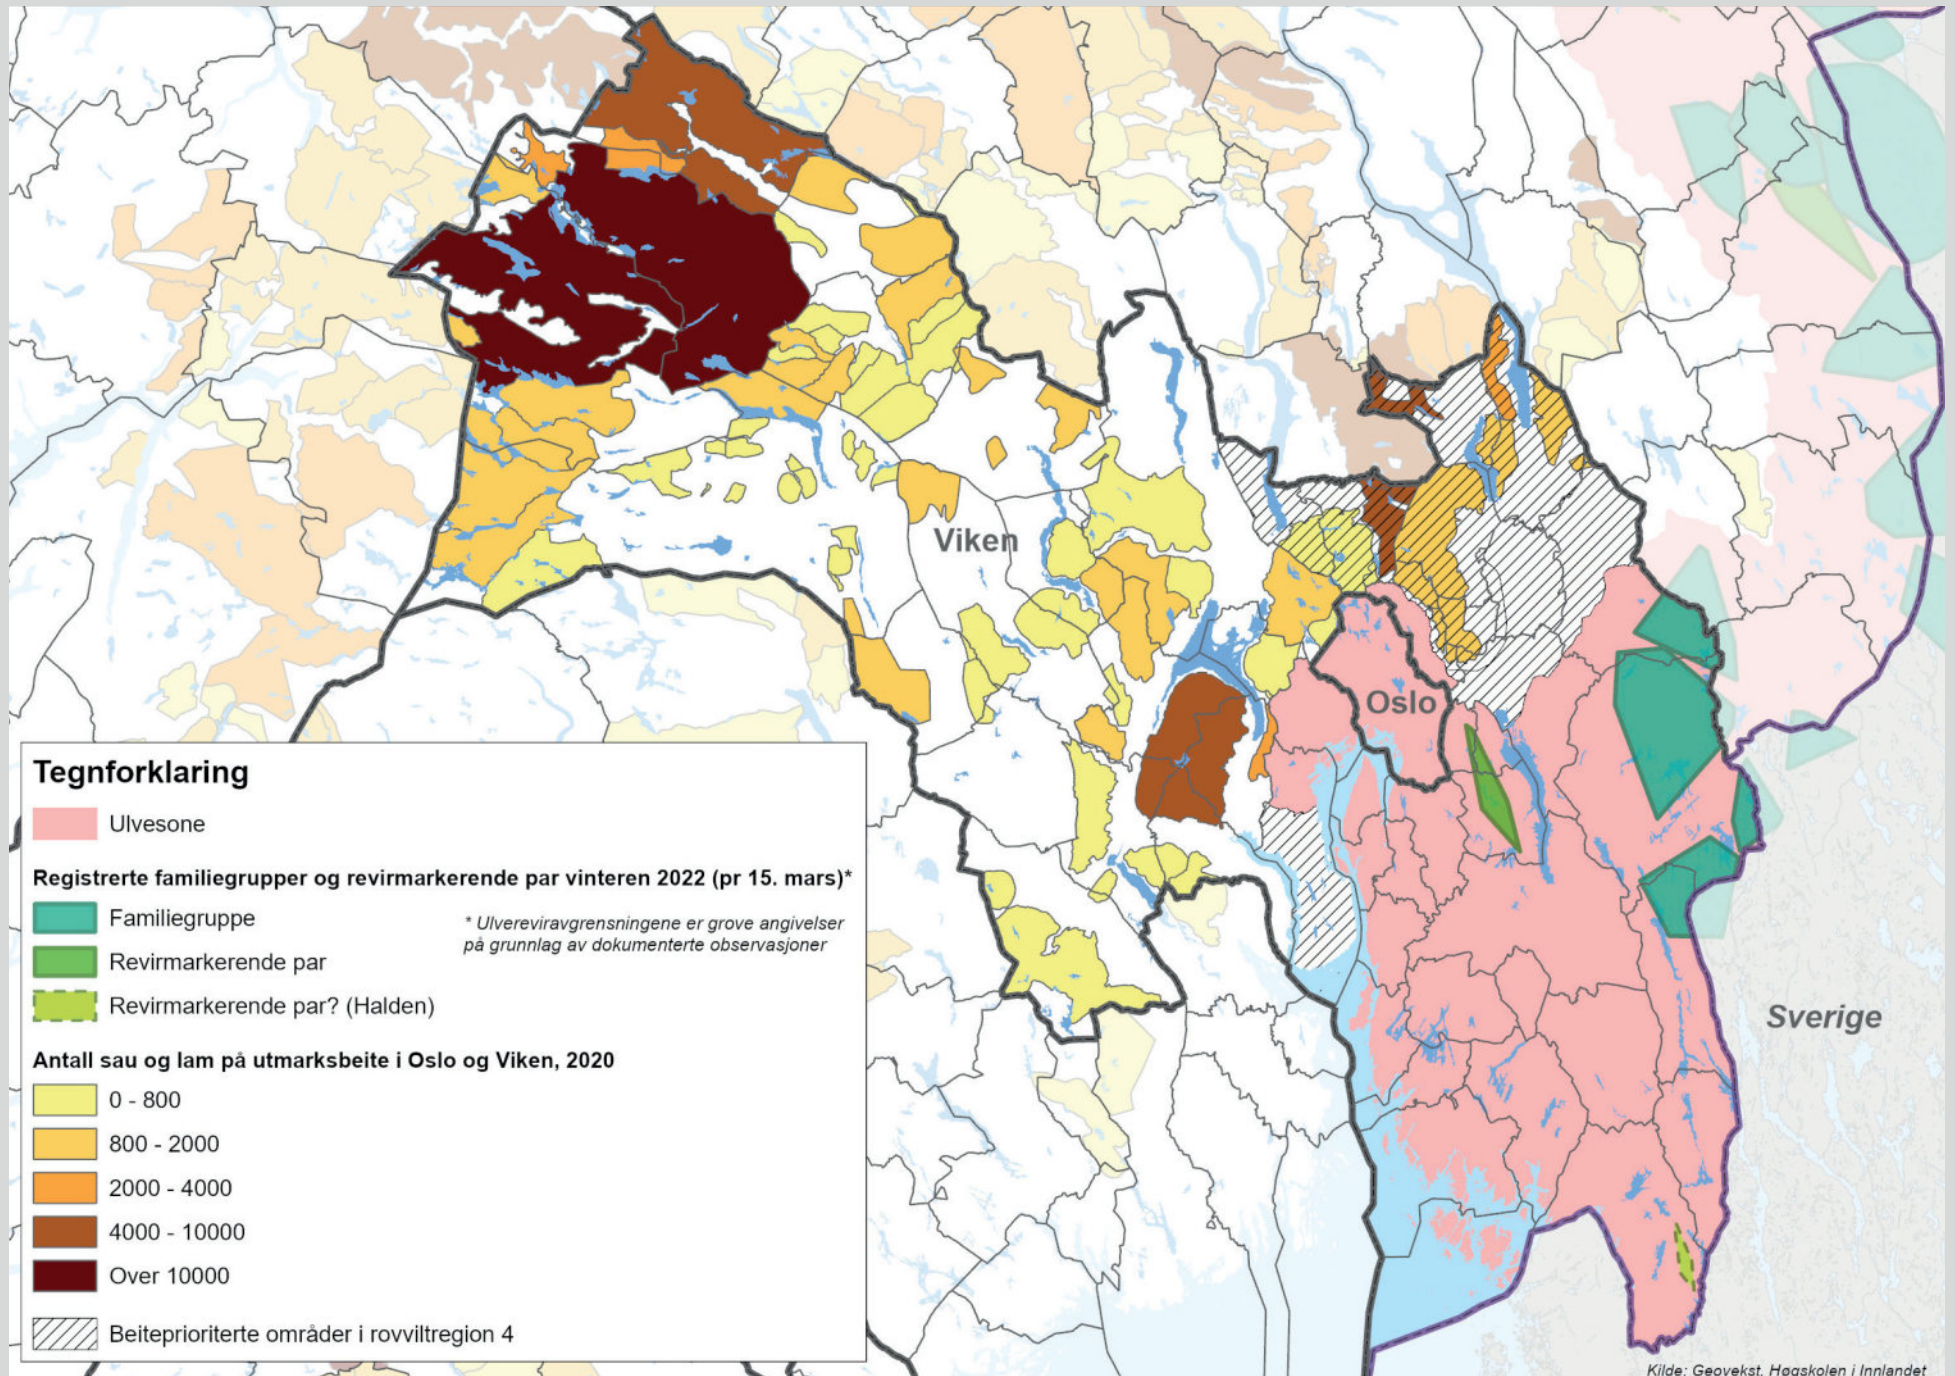 Viken
Oslo
Sverige
Tegnforklaring
Ulvesone
Registrerte familiegrupper og revirmarkerende par vinteren 2022 (pr 15. mars)*
Familiegruppe
* Ulvereviravgrensningene er grove angivelser
på grunnlag av dokumenterte observasjoner
Revirmarkerende par
Revirmarkerende par? (Halden)
Antall sau og lam på utmarksbeite i Oslo og Viken, 2020
0 - 800
800 - 2000
2000 - 4000
4000 - 10000
Over 10000
Beiteprioriterte områder i rovviltregion 4
Kilde: Geovekst, Høgskolen i Innlandet